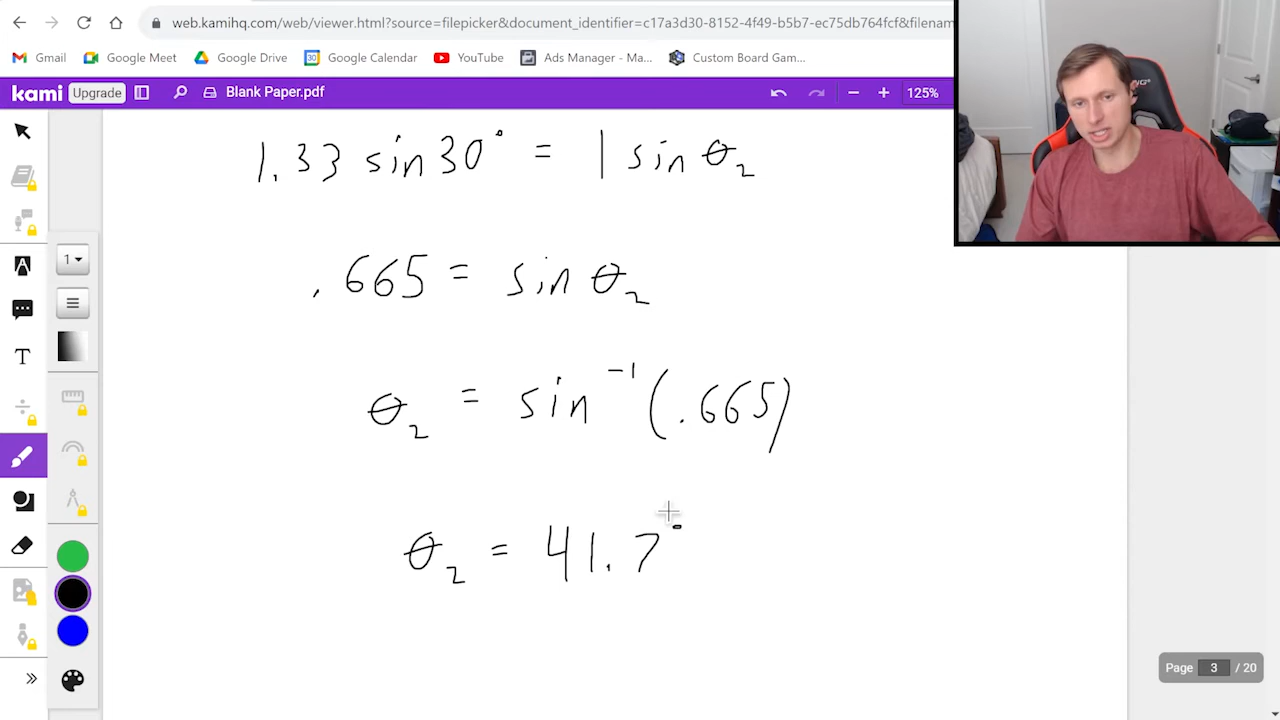 web.kamihq.com/web/viewer.html?source=filepicker&document_identifier=c17a3d30-8152-4f49-b5b7-ec75db764fcf&filenam
Gmail Google Meet Google Drive 30 Google Calendar YouTube Ads Manager - Ma... Custom Board Gam...
kami Upgrade Blank Paper.pdf 125%
1.33 sin 30° = 1 sin θ₂
1
.665 = sin θ₂
θ₂ = sin⁻¹ (.665)
T
θ₂ = 41.7
Page 3 / 20